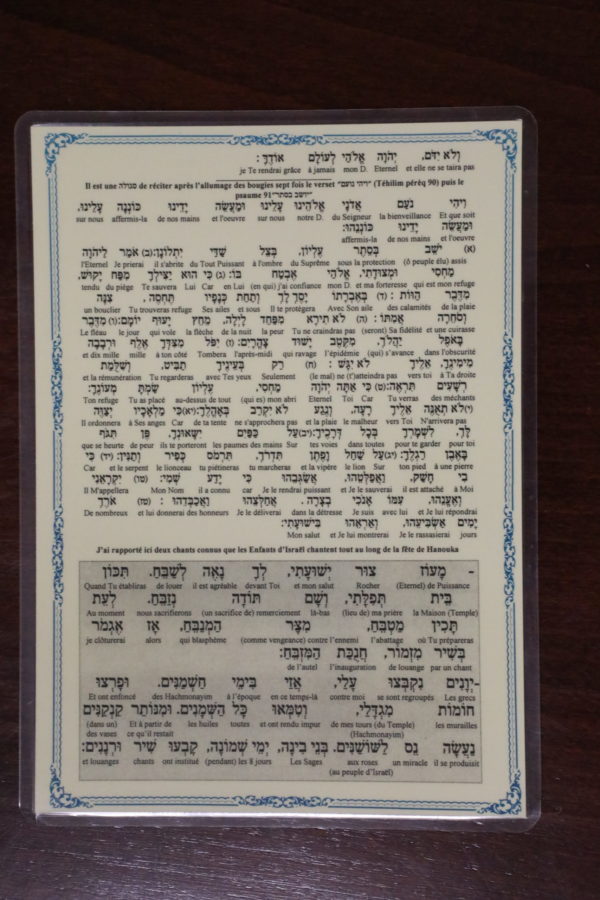 וְלֹא יִדֹּם, יְהֹוָה אֱלֹהַי לְעוֹלָם אוֹדֶךָּ:
je Te rendrai grâce à jamais mon D. Eternel et elle ne se taira pas
Il est une סגולה de réciter après l'allumage des bougies sept fois le verset "ויהי נועם" (Téhilim pérèq 90) puis le
psaume 91 "יושב בסתר"
וִיהִי נֹעַם אֲדֹנָי אֱלֹהֵינוּ עָלֵינוּ וּמַעֲשֵׂה יָדֵינוּ כּוֹנְנָה עָלֵינוּ,
sur nous affermis-la de nos mains et l'oeuvre sur nous notre D. du Seigneur la bienveillance Et que soit
וּמַעֲשֵׂה יָדֵינוּ כּוֹנְנֵהוּ:
affermis-la de nos mains et l'oeuvre
(א) יֹשֵׁב בְּסֵתֶר עֶלְיוֹן, בְּצֵל שַׁדַּי יִתְלוֹנָן:(ב) אֹמַר לַיהוָה
l'Eternel Je prierai il s'abrite du Tout Puissant à l'ombre du Suprême sous la protection (ô peuple élu) assis
מַחְסִי וּמְצוּדָתִי, אֱלֹהַי אֶבְטַח בּוֹ: (ג) כִּי הוּא יַצִּילְךָ מִפַּח יָקוּשׁ,
tendu du piège Te sauvera Lui Car en Lui (en qui) j'ai confiance mon D. et ma forteresse qui est mon refuge
מִדֶּבֶר הַוּוֹת: (ד) בְּאֶבְרָתוֹ יָסֶךְ לָךְ וְתַחַת כְּנָפָיו תֶּחְסֶה, צִנָּה
un bouclier Tu trouveras refuge Ses ailes et sous Il te protégera Avec Son aile des calamités de la plaie
וְסֹחֵרָה אֲמִתּוֹ: (ה) לֹא תִירָא מִפַּחַד לָיְלָה, מֵחֵץ יָעוּף יוֹמָם:(ו) מִדֶּבֶר
Le fléau le jour qui vole la flèche de la nuit la peur Tu ne craindras pas (seront) Sa fidélité et une cuirasse
בָּאֹפֶל יַהֲלֹךְ, מִקֶּטֶב יָשׁוּד צָהֳרָיִם: (ז) יִפֹּל מִצִּדְּךָ אֶלֶף וּרְבָבָה
et dix mille mille à ton côté Tombera l'après-midi qui ravage l'épidémie (qui) s'avance dans l'obscurité
מִימִינֶךָ, אֵלֶיךָ לֹא יִגָּשׁ: (ח) רַק בְּעֵינֶיךָ תַבִּיט, וְשִׁלֻּמַת
et la rémunération Tu regarderas avec Tes yeux Seulement (le mal) ne (t')atteindra pas vers toi à Ta droite
רְשָׁעִים תִּרְאֶה:(ט) כִּי אַתָּה יְהֹוָה מַחְסִי, עֶלְיוֹן שַׂמְתָּ מְעוֹנֶךָ:
Ton refuge Tu as placé au-dessus de tout (qui es) mon abri Eternel Toi Car Tu verras des méchants
(י)לֹא תְאֻנֶּה אֵלֶיךָ רָעָה, וְנֶגַע לֹא יִקְרַב בְּאָהֳלֶךָ:(יא)כִּי מַלְאָכָיו יְצַוֶּה
Il ordonnera à Ses anges Car de ta tente ne s'approchera pas et la plaie le malheur vers Toi N'arrivera pas
לָּךְ, לִשְׁמָרְךָ בְּכָל דְּרָכֶיךָ:(יב)עַל כַּפַּיִם יִשָּׂאוּנְךָ, פֶּן תִּגֹּף
que se heurte de peur ils te porteront les paumes des mains Sur tes voies dans toutes pour te garder pour toi
בָּאֶבֶן רַגְלֶךָ:(יג)עַל שַׁחַל וָפֶתֶן תִּדְרֹךְ, תִּרְמֹס כְּפִיר וְתַנִּין:(יד) כִּי
Car et le serpent le lionceau tu piétineras tu marcheras et la vipère le lion Sur ton pied à une pierre
בִי חָשַׁק, וַאֲפַלְּטֵהוּ, אֲשַׂגְּבֵהוּ כִּי יָדַע שְׁמִי: (טו) יִקְרָאֵנִי
Il M'appellera Mon Nom il a connu car Je le rendrai puissant et Je le sauverai il est attaché à Moi
וְאֶעֱנֵהוּ, עִמּוֹ אָנֹכִי בְצָרָה, אֲחַלְּצֵהוּ וַאֲכַבְּדֵהוּ: (טז) אֹרֶךְ
De nombreux et lui donnerai des honneurs Je le délivrerai dans la détresse Je suis avec lui et Je lui répondrai
יָמִים אַשְׂבִּיעֵהוּ, וְאַרְאֵהוּ בִּישׁוּעָתִי:
Mon salut et lui montrerai Je le rassasierai jours
J'ai rapporté ici deux chants connus que les Enfants d'Israël chantent tout au long de la fête de Hanouka
- מָעוֹז צוּר יְשׁוּעָתִי, לְךָ נָאֶה לְשַׁבֵּחַ. תִּכּוֹן
Quand Tu établiras de louer il est agréable devant Toi et mon salut Rocher (Eternel) de Puissance
בֵּית תְּפִלָּתִי, וְשָׁם תּוֹדָה נְזַבֵּחַ. לְעֵת
Au moment nous sacrifierons (un sacrifice de) remerciement là-bas (lieu de) ma prière la Maison (Temple)
תָּכִין מַטְבֵּחַ, מִצָּר הַמְנַבֵּחַ, אָז אֶגְמֹר
je clôturerai alors qui blasphème (comme vengeance) contre l'ennemi l'abattage où Tu prépareras
בְּשִׁיר מִזְמוֹר, חֲנֻכַּת הַמִּזְבֵּחַ:
de l'autel l'inauguration de louange par un chant
-יְוָנִים נִקְבְּצוּ עָלַי, אֲזַי בִּימֵי חַשְׁמַנִּים. וּפָרְצוּ
Et ont enfoncé des Hachmonayim à l'époque en ce temps-là contre moi se sont regroupés Les grecs
חוֹמוֹת מִגְדָּלַי, וְטִמְּאוּ כָּל הַשְּׁמָנִים. וּמִנּוֹתַר קַנְקַנִּים
(dans un) Et à partir de les huiles toutes et ont rendu impur de mes tours (du Temple) les murailles
des vases ce qu'il restait (Hachmonayim)
נַעֲשָׂה נֵס לַשּׁוֹשַׁנִּים. בְּנֵי בִינָה, יְמֵי שְׁמוֹנָה, קָבְעוּ שִׁיר וּרְנָנִים:
et louanges chants ont institué (pendant) les 8 jours Les Sages aux roses un miracle il se produisit
(au peuple d'Israël)